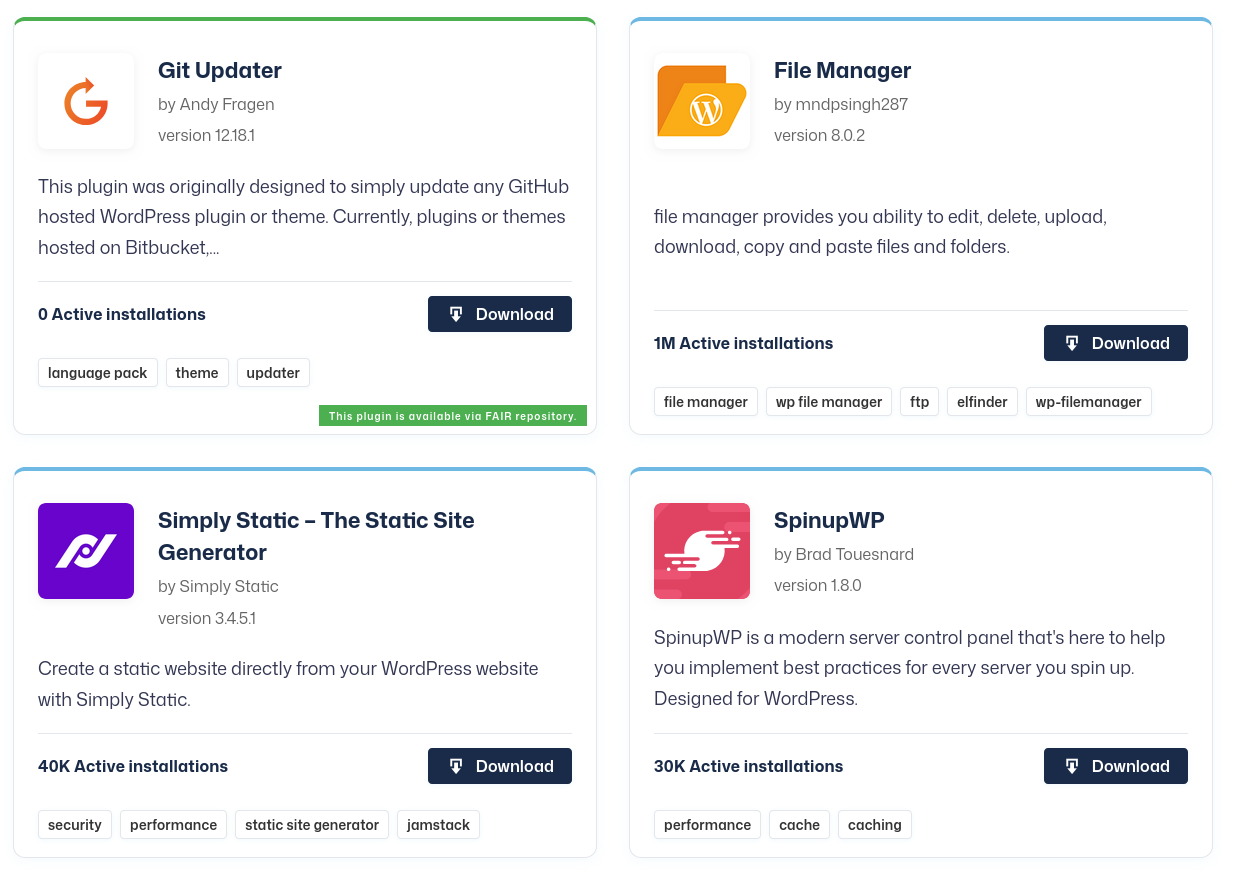 Git Updater
by Andy Fragen
version 12.18.1
This plugin was originally designed to simply update any GitHub
hosted WordPress plugin or theme. Currently, plugins or themes
hosted on Bitbucket,...
0 Active installations
Download
language pack
theme
updater
This plugin is available via FAIR repository.
File Manager
by mndpsingh287
version 8.0.2
file manager provides you ability to edit, delete, upload,
download, copy and paste files and folders.
1M Active installations
Download
file manager
wp file manager
ftp
elfinder
wp-filemanager
Simply Static – The Static Site
Generator
by Simply Static
version 3.4.5.1
Create a static website directly from your WordPress website
with Simply Static.
40K Active installations
Download
security
performance
static site generator
jamstack
SpinupWP
by Brad Touesnard
version 1.8.0
SpinupWP is a modern server control panel that's here to help
you implement best practices for every server you spin up.
Designed for WordPress.
30K Active installations
Download
performance
cache
caching